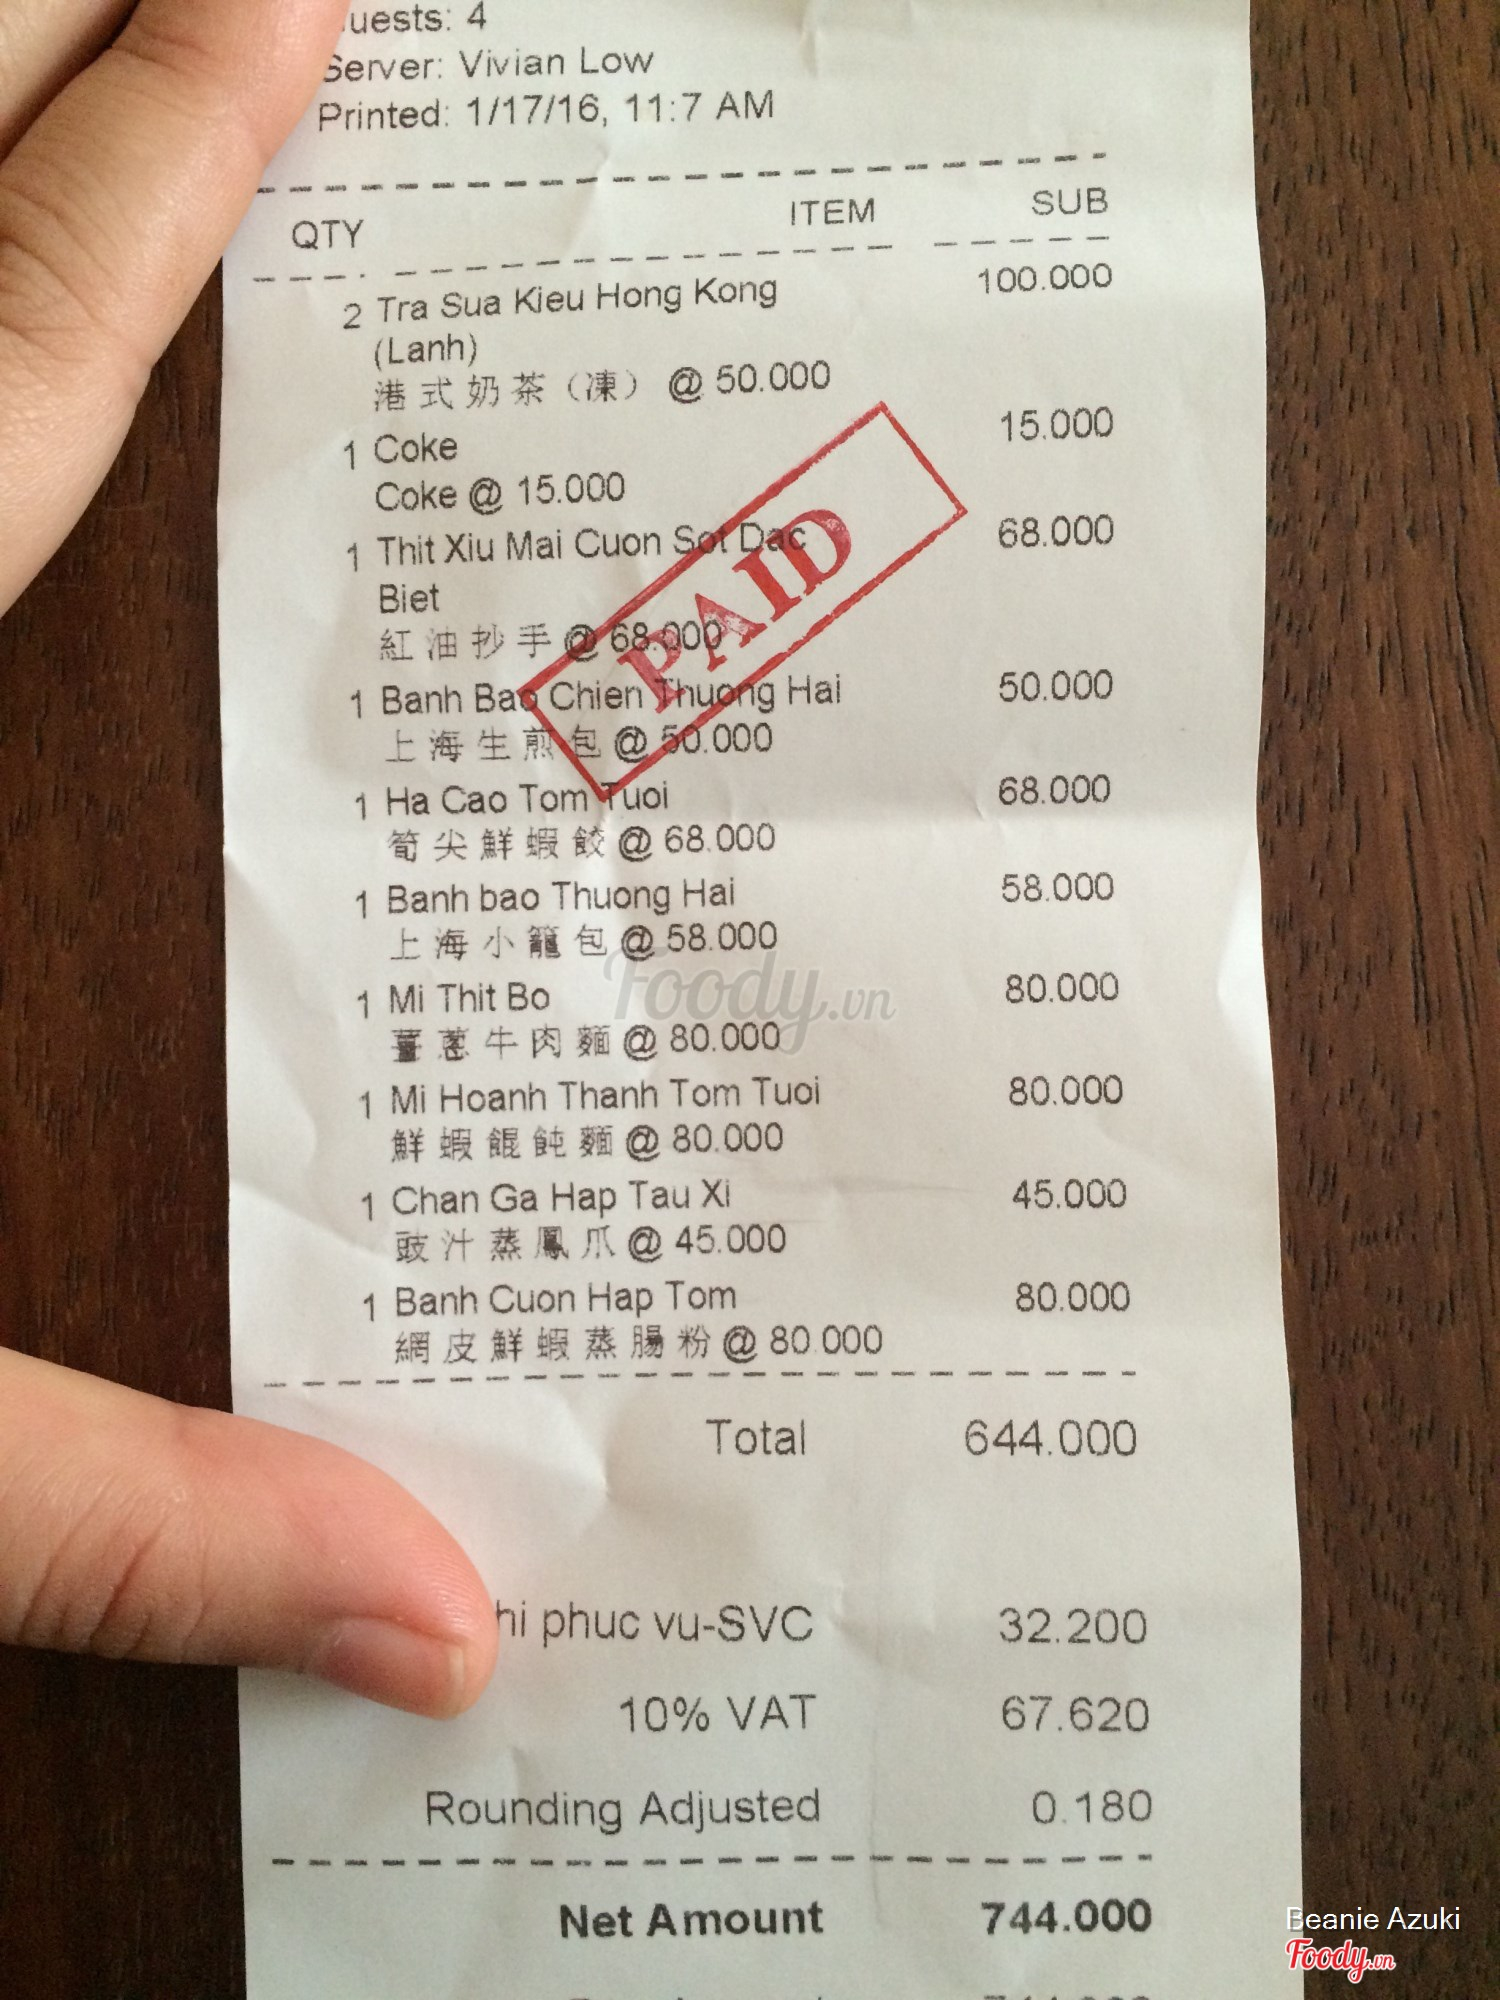 uests: 4
Server: Vivian Low
Printed: 1/17/16, 11:7 AM
QTY ITEM SUB
2 Tra Sua Kieu Hong Kong 100.000
(Lanh)
港式奶茶（凍） @ 50.000
1 Coke 15.000
Coke @ 15.000
1 Thit Xiu Mai Cuon Sot Dac 68.000
Biet
紅油抄手 @ 68.000
PAID
1 Banh Bao Chien Thuong Hai 50.000
上海生煎包 @ 50.000
1 Ha Cao Tom Tuoi 68.000
筍尖鮮蝦餃 @ 68.000
1 Banh bao Thuong Hai 58.000
上海小籠包 @ 58.000
Foody.vn
1 Mi Thit Bo 80.000
薑蔥牛肉麵 @ 80.000
1 Mi Hoanh Thanh Tom Tuoi 80.000
鮮蝦餛飩麵 @ 80.000
1 Chan Ga Hap Tau Xi 45.000
豉汁蒸鳳爪 @ 45.000
1 Banh Cuon Hap Tom 80.000
網皮鮮蝦蒸腸粉 @ 80.000
Total 644.000
hi phuc vu-SVC 32.200
10% VAT 67.620
Rounding Adjusted 0.180
Net Amount 744.000
Beanie Azuki
Foody.vn